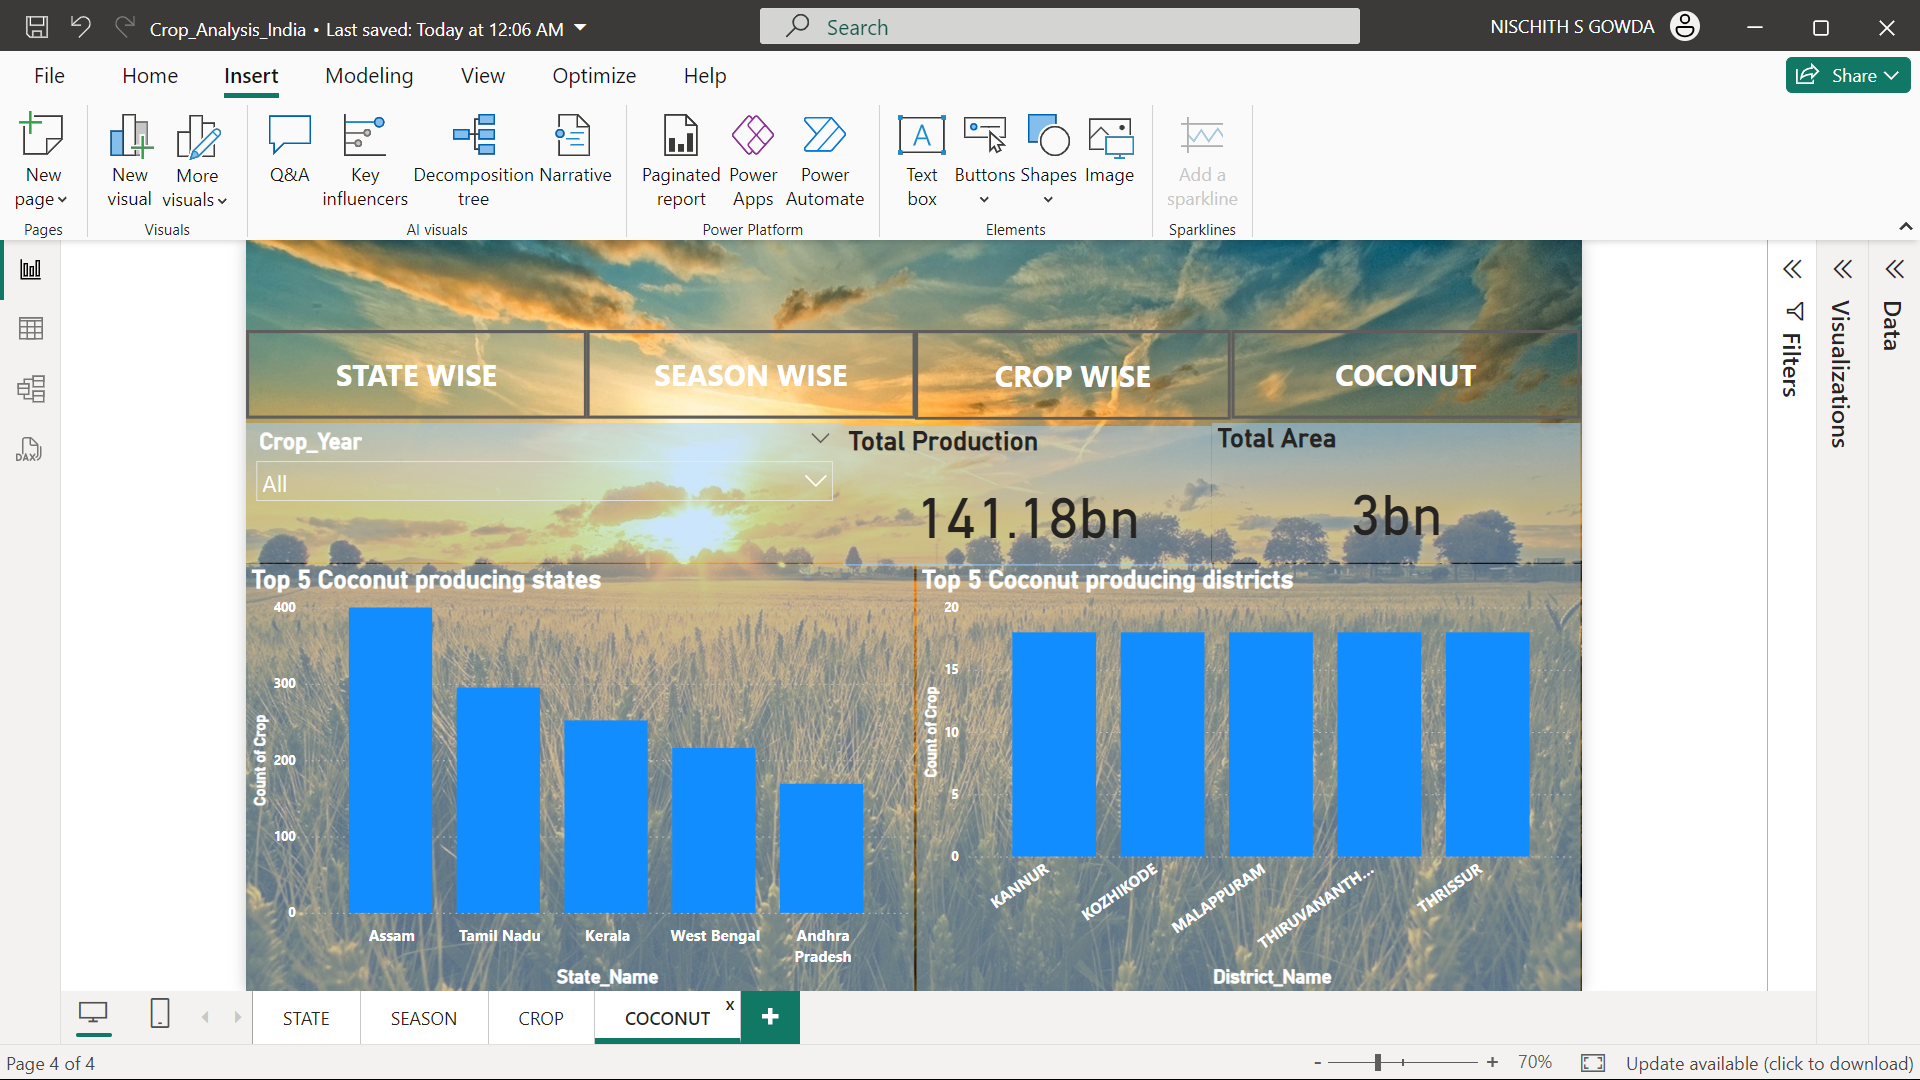 Crop_Analysis_India • Last saved: Today at 12:06 AM
Search
NISCHITH S GOWDA
File Home Insert Modeling View Optimize Help
Share
New page
New visual
More visuals
Q&A
Key influencers
Decomposition tree
Narrative
Paginated report
Power Apps
Power Automate
Text box
Buttons
Shapes
Image
Add a sparkline
Pages
Visuals
AI visuals
Power Platform
Elements
Sparklines
DAX
Filters
Visualizations
Data
STATE WISE
SEASON WISE
CROP WISE
COCONUT
Crop_Year
All
Total Production
141.18bn
Total Area
3bn
Top 5 Coconut producing states
400
300
200
100
0
Count of Crop
Assam
Tamil Nadu
Kerala
West Bengal
Andhra Pradesh
State_Name
Top 5 Coconut producing districts
20
15
10
5
0
Count of Crop
KANNUR
KOZHIKODE
MALAPPURAM
THIRUVANANTH...
THRISSUR
District_Name
STATE
SEASON
CROP
COCONUT
x
+
Page 4 of 4
- + 70%
Update available (click to download)